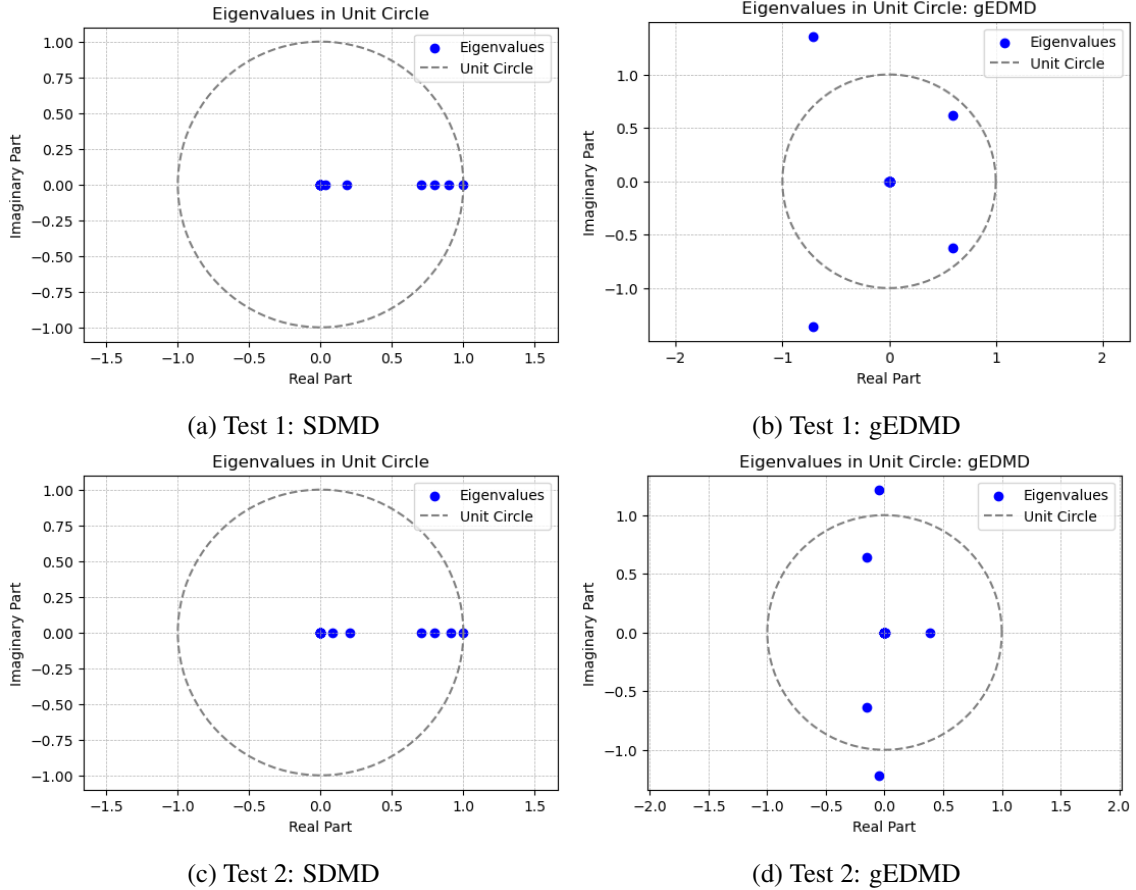 Eigenvalues in Unit Circle
1.00
0.75
0.50
0.25
0.00
−0.25
−0.50
−0.75
−1.00
Imaginary Part
Eigenvalues
Unit Circle
−1.5 −1.0 −0.5 0.0 0.5 1.0 1.5
Real Part
(a) Test 1: SDMD
Eigenvalues in Unit Circle: gEDMD
1.0
0.5
0.0
−0.5
−1.0
Imaginary Part
Eigenvalues
Unit Circle
−2 −1 0 1 2
Real Part
(b) Test 1: gEDMD
Eigenvalues in Unit Circle
1.00
0.75
0.50
0.25
0.00
−0.25
−0.50
−0.75
−1.00
Imaginary Part
Eigenvalues
Unit Circle
−1.5 −1.0 −0.5 0.0 0.5 1.0 1.5
Real Part
(c) Test 2: SDMD
Eigenvalues in Unit Circle: gEDMD
1.0
0.5
0.0
−0.5
−1.0
Imaginary Part
Eigenvalues
Unit Circle
−2.0 −1.5 −1.0 −0.5 0.0 0.5 1.0 1.5 2.0
Real Part
(d) Test 2: gEDMD